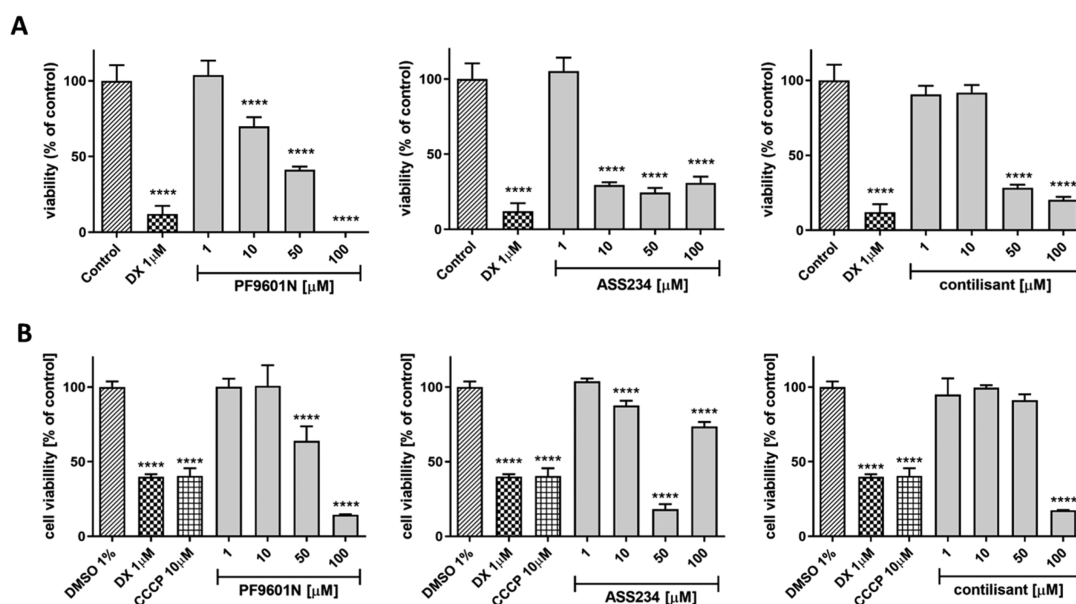 A
viability (% of control)
100
50
0
****
****
****
****
Control
DX 1μM
1
10
50
100
PF9601N [μM]
viability (% of control)
100
50
0
****
****
****
****
Control
DX 1μM
1
10
50
100
ASS234 [μM]
viability (% of control)
100
50
0
****
****
****
Control
DX 1μM
1
10
50
100
contilisant [μM]
B
cell viabillity [% of control]
100
50
0
****
****
****
****
DMSO 1%
DX 1μM
CCCP 10μM
1
10
50
100
PF9601N [μM]
cell viabillity [% of control]
100
50
0
****
****
****
****
****
DMSO 1%
DX 1μM
CCCP 10μM
1
10
50
100
ASS234 [μM]
cell viabillity [% of control]
100
50
0
****
****
****
DMSO 1%
DX 1μM
CCCP 10μM
1
10
50
100
contilisant [μM]